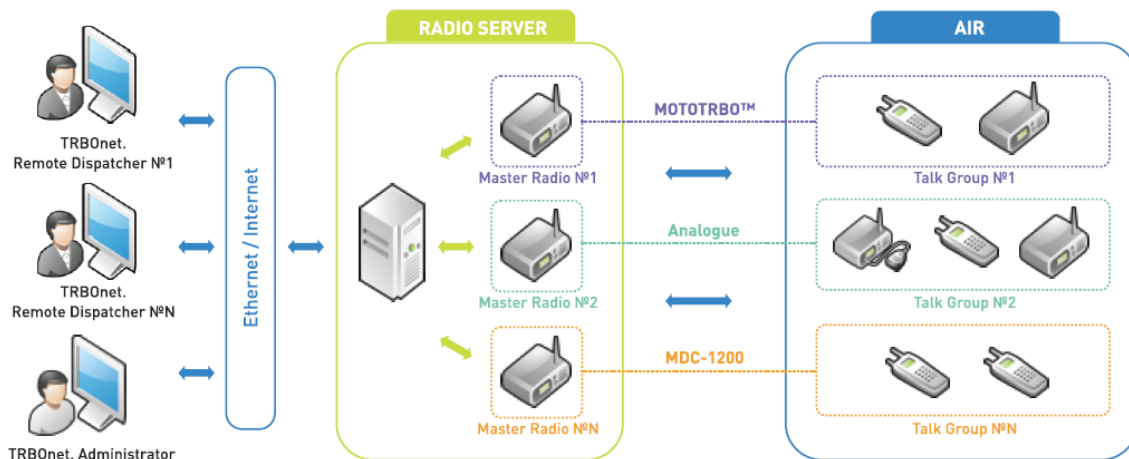 RADIO SERVER
AIR
TRBOnet.
Remote Dispatcher №1
TRBOnet.
Remote Dispatcher №N
TRBOnet. Administrator
Ethernet / Internet
Master Radio №1
Master Radio №2
Master Radio №N
MOTOTRBO™
Analogue
MDC-1200
Talk Group №1
Talk Group №2
Talk Group №N